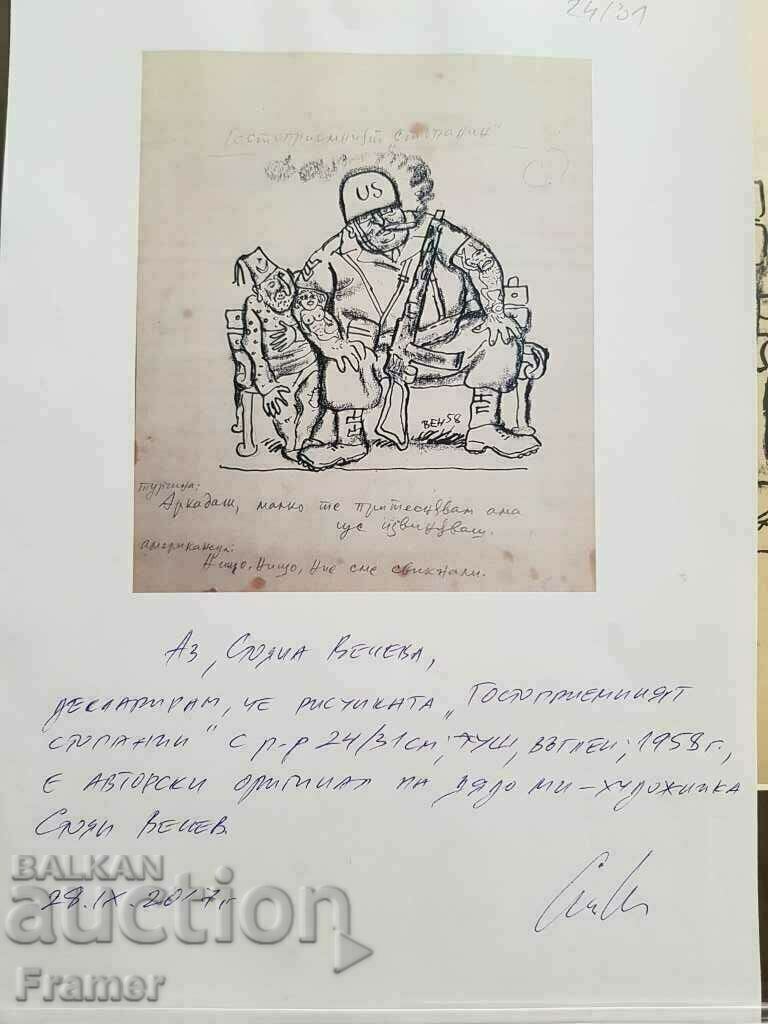 24/31
Гостоприемният "стопанин"
US
ВЕН 58
турчина:
Аркадаш, малко те притеснявам ама
ще извиняваш.
американеца:
Нищо, нищо, ние сме свикнали.
Аз, Стояна Венева,
декларирам, че рисунката "Гостоприемният
стопанин" с р-р 24/31 см; туш, въглен; 1958 г.,
е авторски оригинал на дядо ми - художника
Стоян Венев.
28.IX.2017 г.
BALKAN
auction
Framer